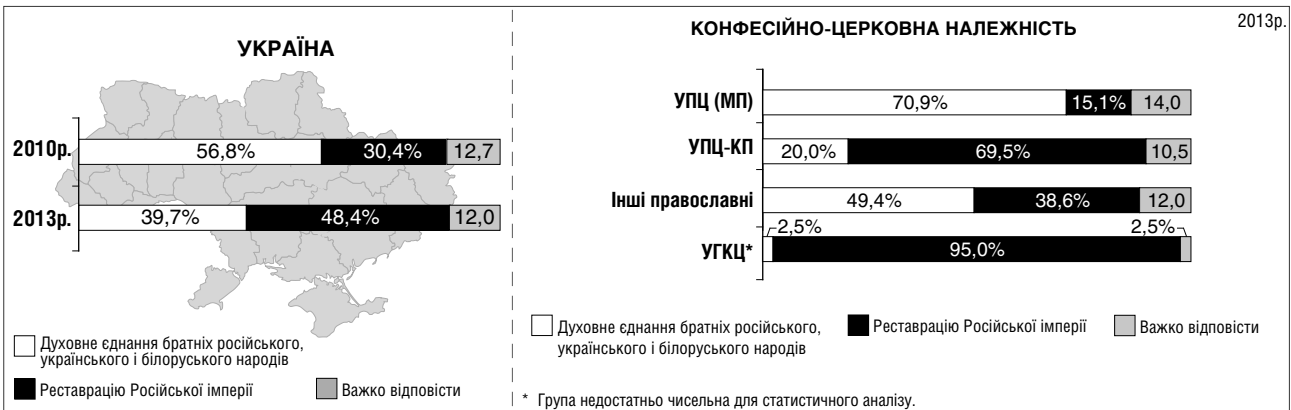 УКРАЇНА
2010р.
56,8%
30,4%
12,7
2013р.
39,7%
48,4%
12,0
Духовне єднання братніх російського,
українського і білоруського народів
Реставрацію Російської імперії
Важко відповісти
КОНФЕСІЙНО-ЦЕРКОВНА НАЛЕЖНІСТЬ
2013р.
УПЦ (МП)
70,9%
15,1%
14,0
УПЦ-КП
20,0%
69,5%
10,5
Інші православні
49,4%
38,6%
12,0
УГКЦ*
2,5%
95,0%
2,5%
Духовне єднання братніх російського,
українського і білоруського народів
Реставрацію Російської імперії
Важко відповісти
* Група недостатньо чисельна для статистичного аналізу.